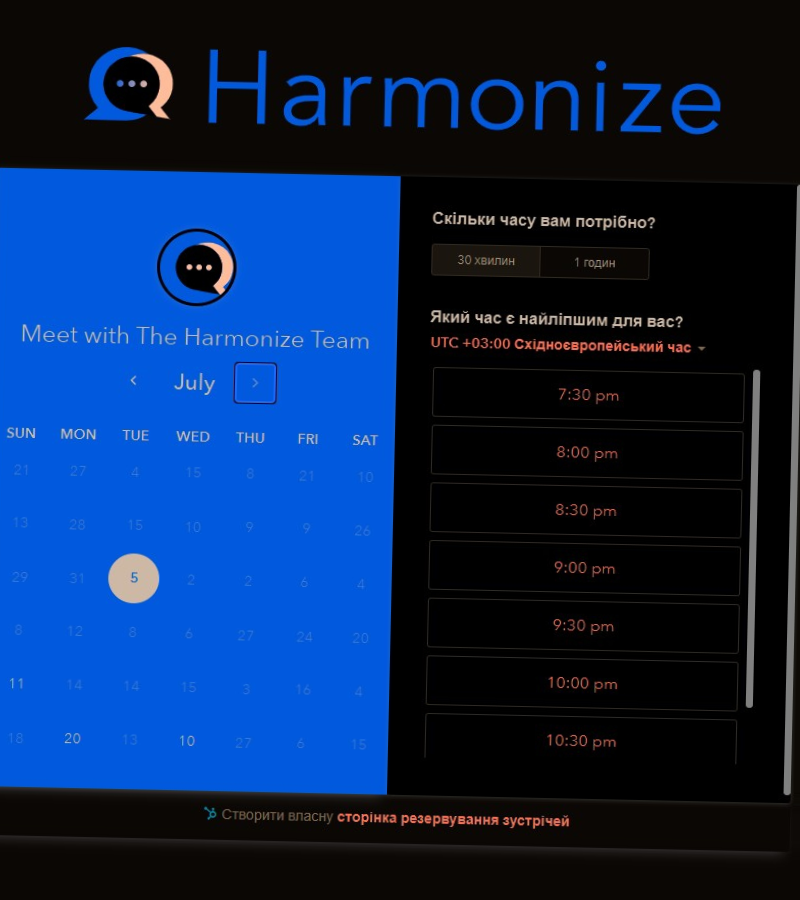 Harmonize
Meet with The Harmonize Team
July
SUN MON TUE WED THU FRI SAT
21 27 4 15 8 21 10
13 28 15 10 9 9 26
29 31 5 2 2 6 4
8 12 8 6 27 24 20
11 14 14 15 3 16 4
18 20 13 10 27 6 15
Скільки часу вам потрібно?
30 хвилин 1 годин
Який час є найліпшим для вас?
UTC +03:00 Східноєвропейський час
7:30 pm
8:00 pm
8:30 pm
9:00 pm
9:30 pm
10:00 pm
10:30 pm
Створити власну сторінка резервування зустрічей